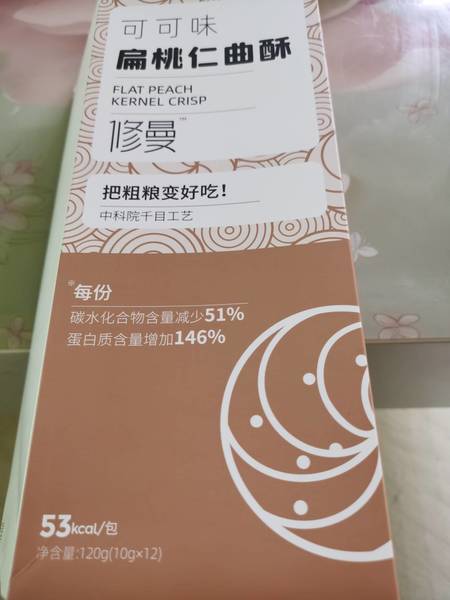 可可味
扁桃仁曲酥
FLAT PEACH
KERNEL CRISP
修曼™
把粗粮变好吃!
中科院千目工艺
*每份
碳水化合物含量减少51%
蛋白质含量增加146%
53kcal/包
净含量:120g(10g×12)